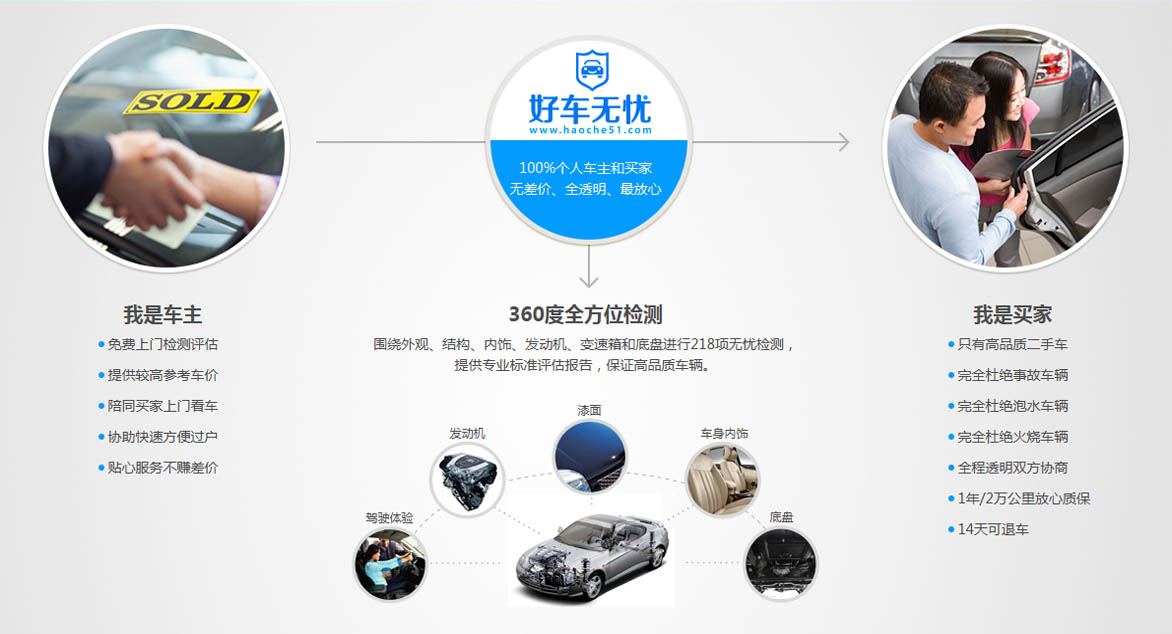 SOLD
好车无忧
www.haoche51.com
100%个人车主和买家
无差价、全透明、最放心
我是车主
免费上门检测评估
提供较高参考车价
陪同买家上门看车
协助快速方便过户
贴心服务不赚差价
360度全方位检测
围绕外观、结构、内饰、发动机、变速箱和底盘进行218项无忧检测，
提供专业标准评估报告，保证高品质车辆。
漆面
发动机
车身内饰
驾驶体验
底盘
我是买家
只有高品质二手车
完全杜绝事故车辆
完全杜绝泡水车辆
完全杜绝火烧车辆
全程透明双方协商
1年/2万公里放心质保
14天可退车